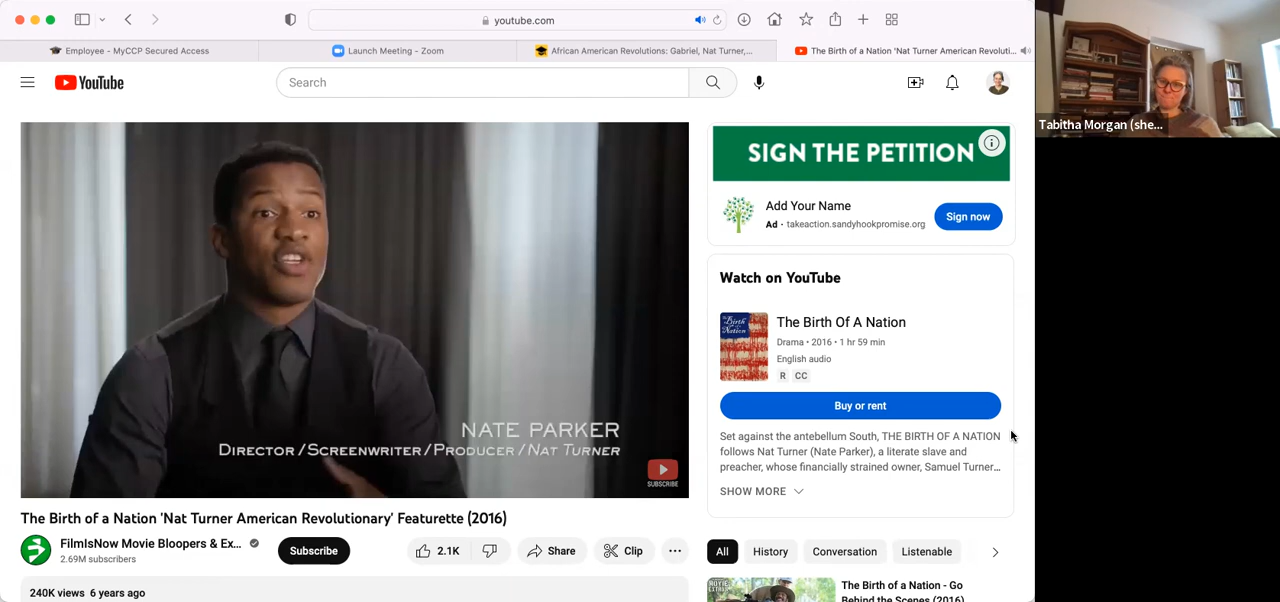 youtube.com
Employee - MyCCP Secured Access
Launch Meeting - Zoom
African American Revolutions: Gabriel, Nat Turner,...
The Birth of a Nation 'Nat Turner American Revoluti...
YouTube
Search
Tabitha Morgan (she...
NATE PARKER
DIRECTOR/SCREENWRITER/PRODUCER/NAT TURNER
SUBSCRIBE
SIGN THE PETITION
Add Your Name
Ad · takeaction.sandyhookpromise.org
Sign now
Watch on YouTube
The Birth of a Nation
The Birth Of A Nation
Drama • 2016 • 1 hr 59 min
English audio
R CC
Buy or rent
Set against the antebellum South, THE BIRTH OF A NATION
follows Nat Turner (Nate Parker), a literate slave and
preacher, whose financially strained owner, Samuel Turner...
SHOW MORE
The Birth of a Nation 'Nat Turner American Revolutionary' Featurette (2016)
FilmIsNow Movie Bloopers & Ex...
2.69M subscribers
Subscribe
2.1K
Share
Clip
240K views 6 years ago
All
History
Conversation
Listenable
The Birth of a Nation - Go
Behind the Scenes (2016)